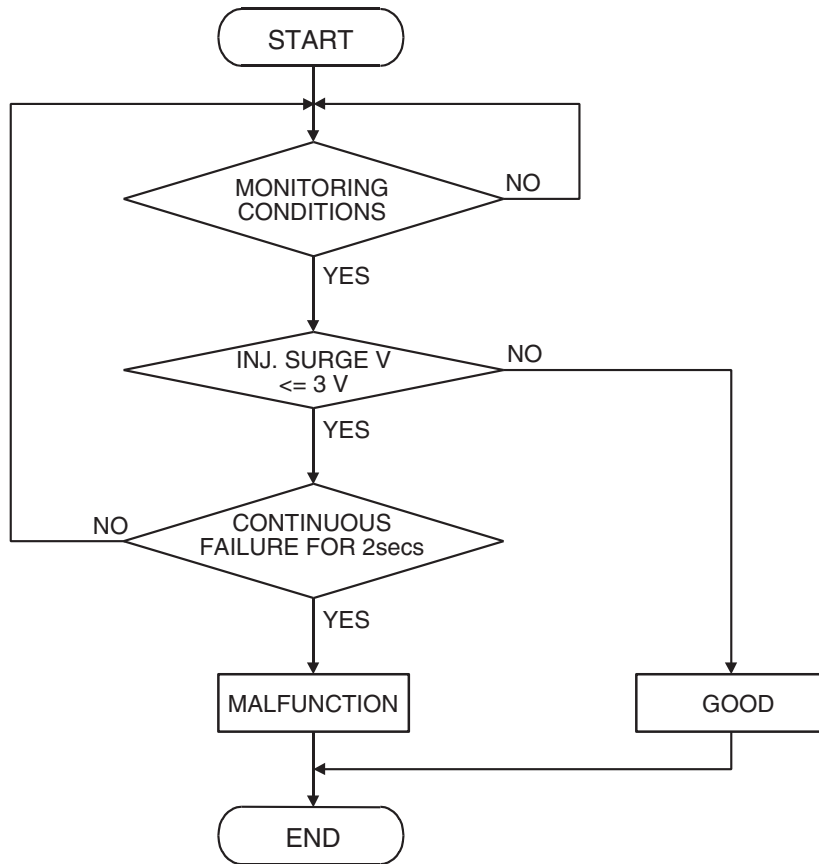 START
MONITORING
CONDITIONS
NO
YES
INJ. SURGE V
<= 3 V
NO
YES
CONTINUOUS
FAILURE FOR 2secs
NO
YES
MALFUNCTION
GOOD
END